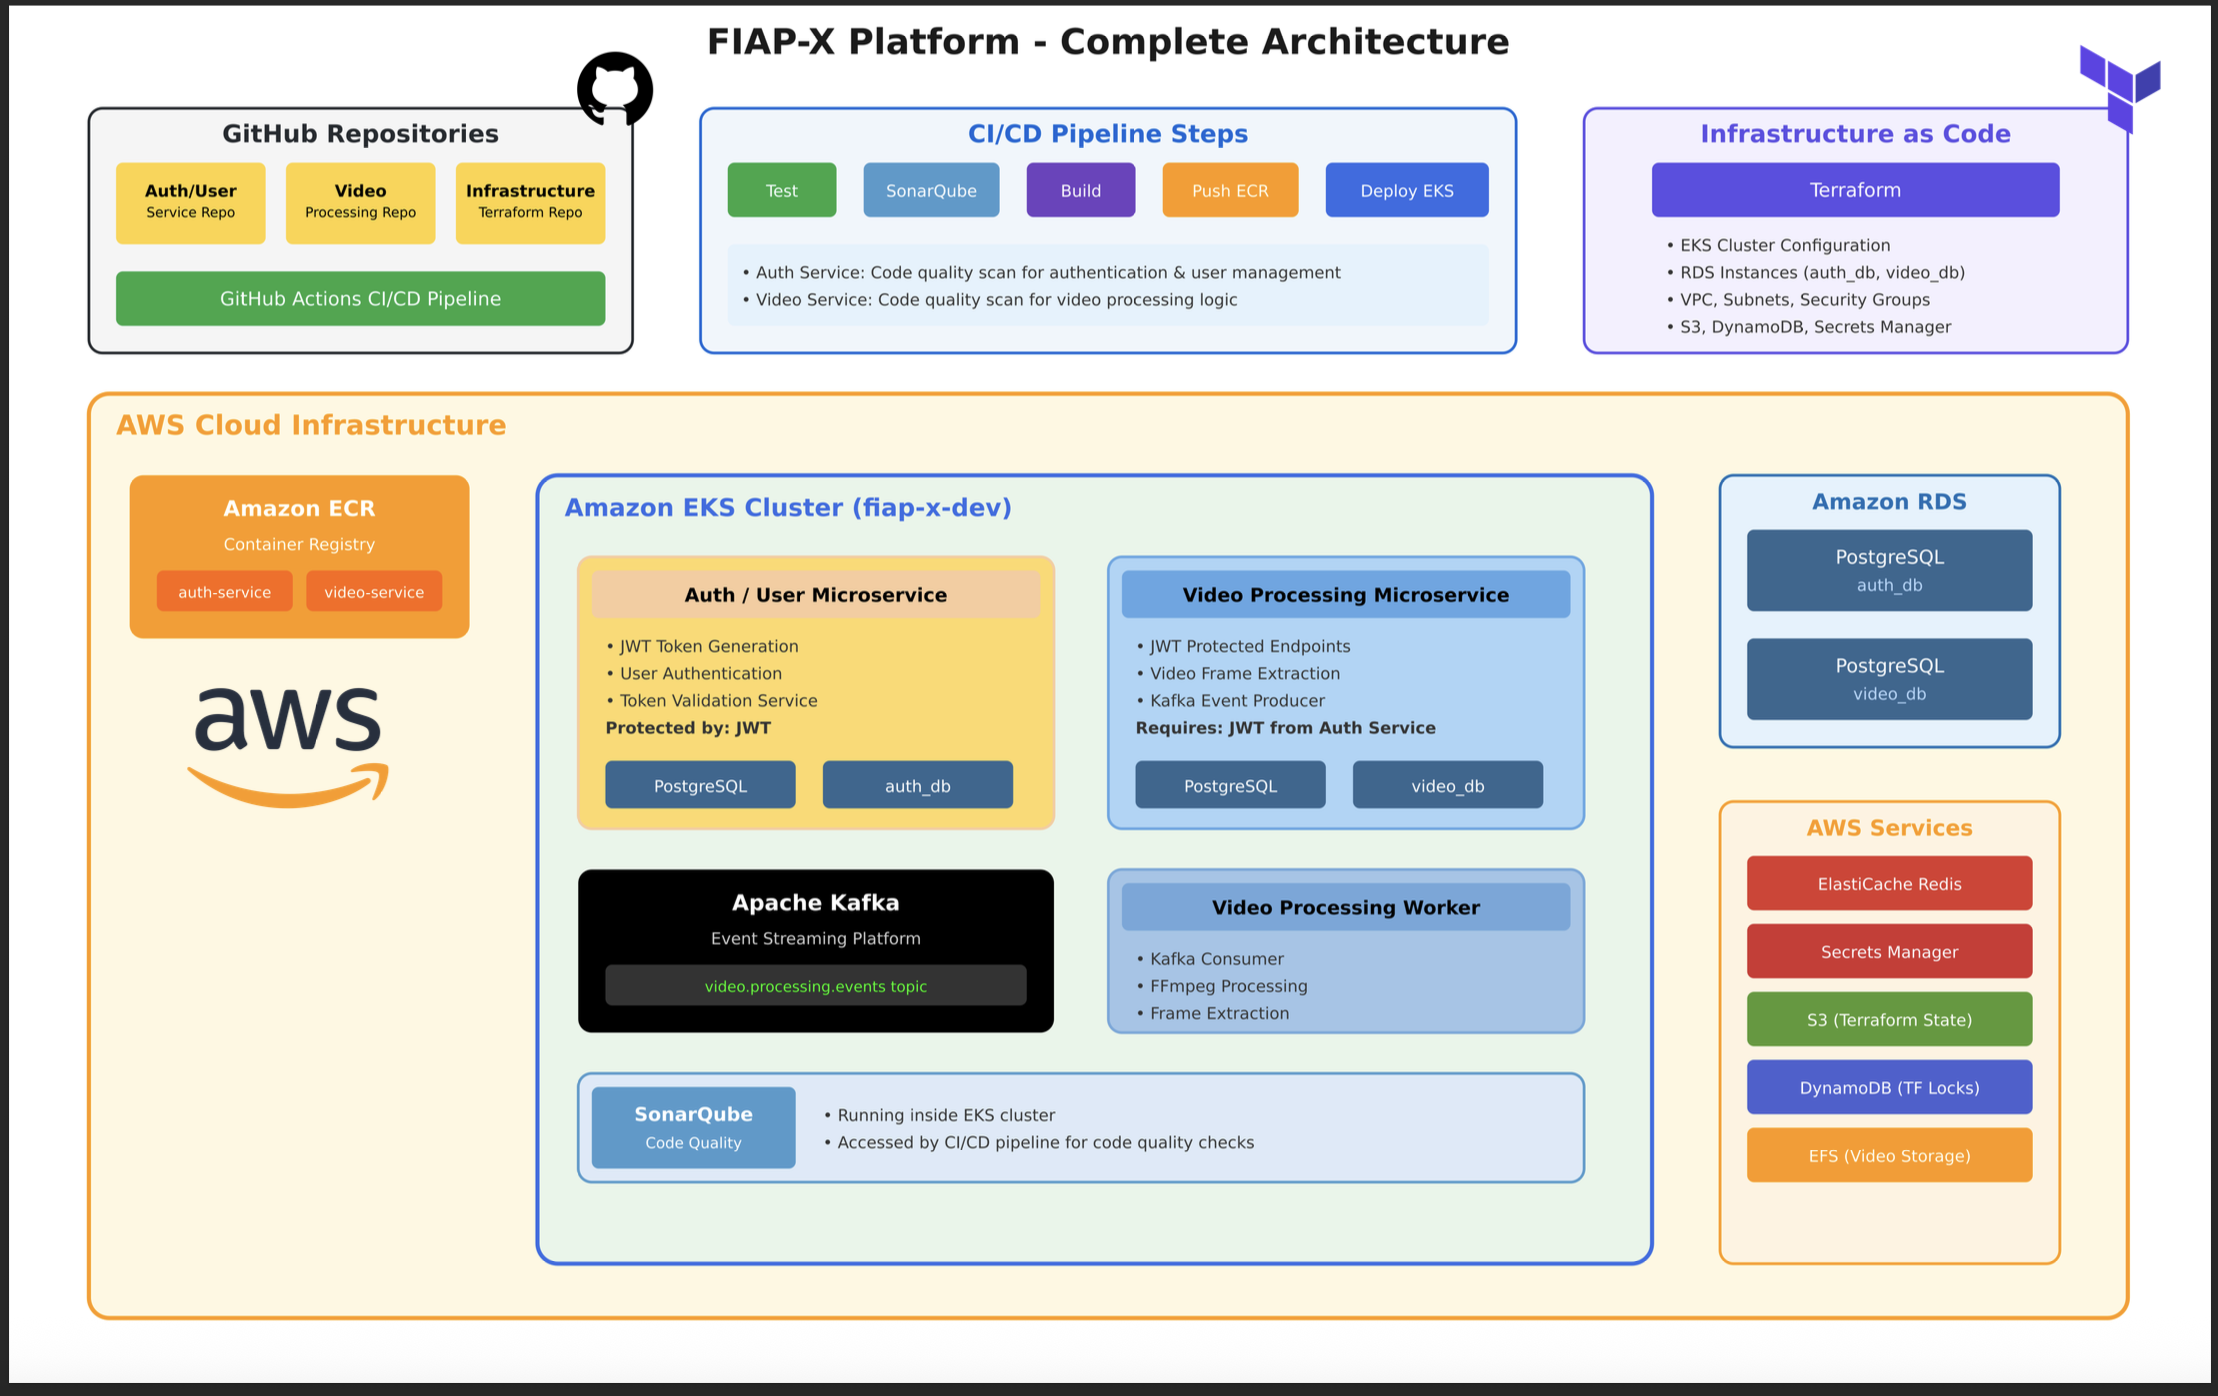 FIAP-X Platform - Complete Architecture
GitHub Repositories
Auth/User
Service Repo
Video
Processing Repo
Infrastructure
Terraform Repo
GitHub Actions CI/CD Pipeline
CI/CD Pipeline Steps
Test
SonarQube
Build
Push ECR
Deploy EKS
• Auth Service: Code quality scan for authentication & user management
• Video Service: Code quality scan for video processing logic
Infrastructure as Code
Terraform
• EKS Cluster Configuration
• RDS Instances (auth_db, video_db)
• VPC, Subnets, Security Groups
• S3, DynamoDB, Secrets Manager
AWS Cloud Infrastructure
Amazon ECR
Container Registry
auth-service
video-service
aws
Amazon EKS Cluster (fiap-x-dev)
Auth / User Microservice
• JWT Token Generation
• User Authentication
• Token Validation Service
Protected by: JWT
PostgreSQL
auth_db
Video Processing Microservice
• JWT Protected Endpoints
• Video Frame Extraction
• Kafka Event Producer
Requires: JWT from Auth Service
PostgreSQL
video_db
Apache Kafka
Event Streaming Platform
video.processing.events topic
Video Processing Worker
• Kafka Consumer
• FFmpeg Processing
• Frame Extraction
SonarQube
Code Quality
• Running inside EKS cluster
• Accessed by CI/CD pipeline for code quality checks
Amazon RDS
PostgreSQL
auth_db
PostgreSQL
video_db
AWS Services
ElastiCache Redis
Secrets Manager
S3 (Terraform State)
DynamoDB (TF Locks)
EFS (Video Storage)